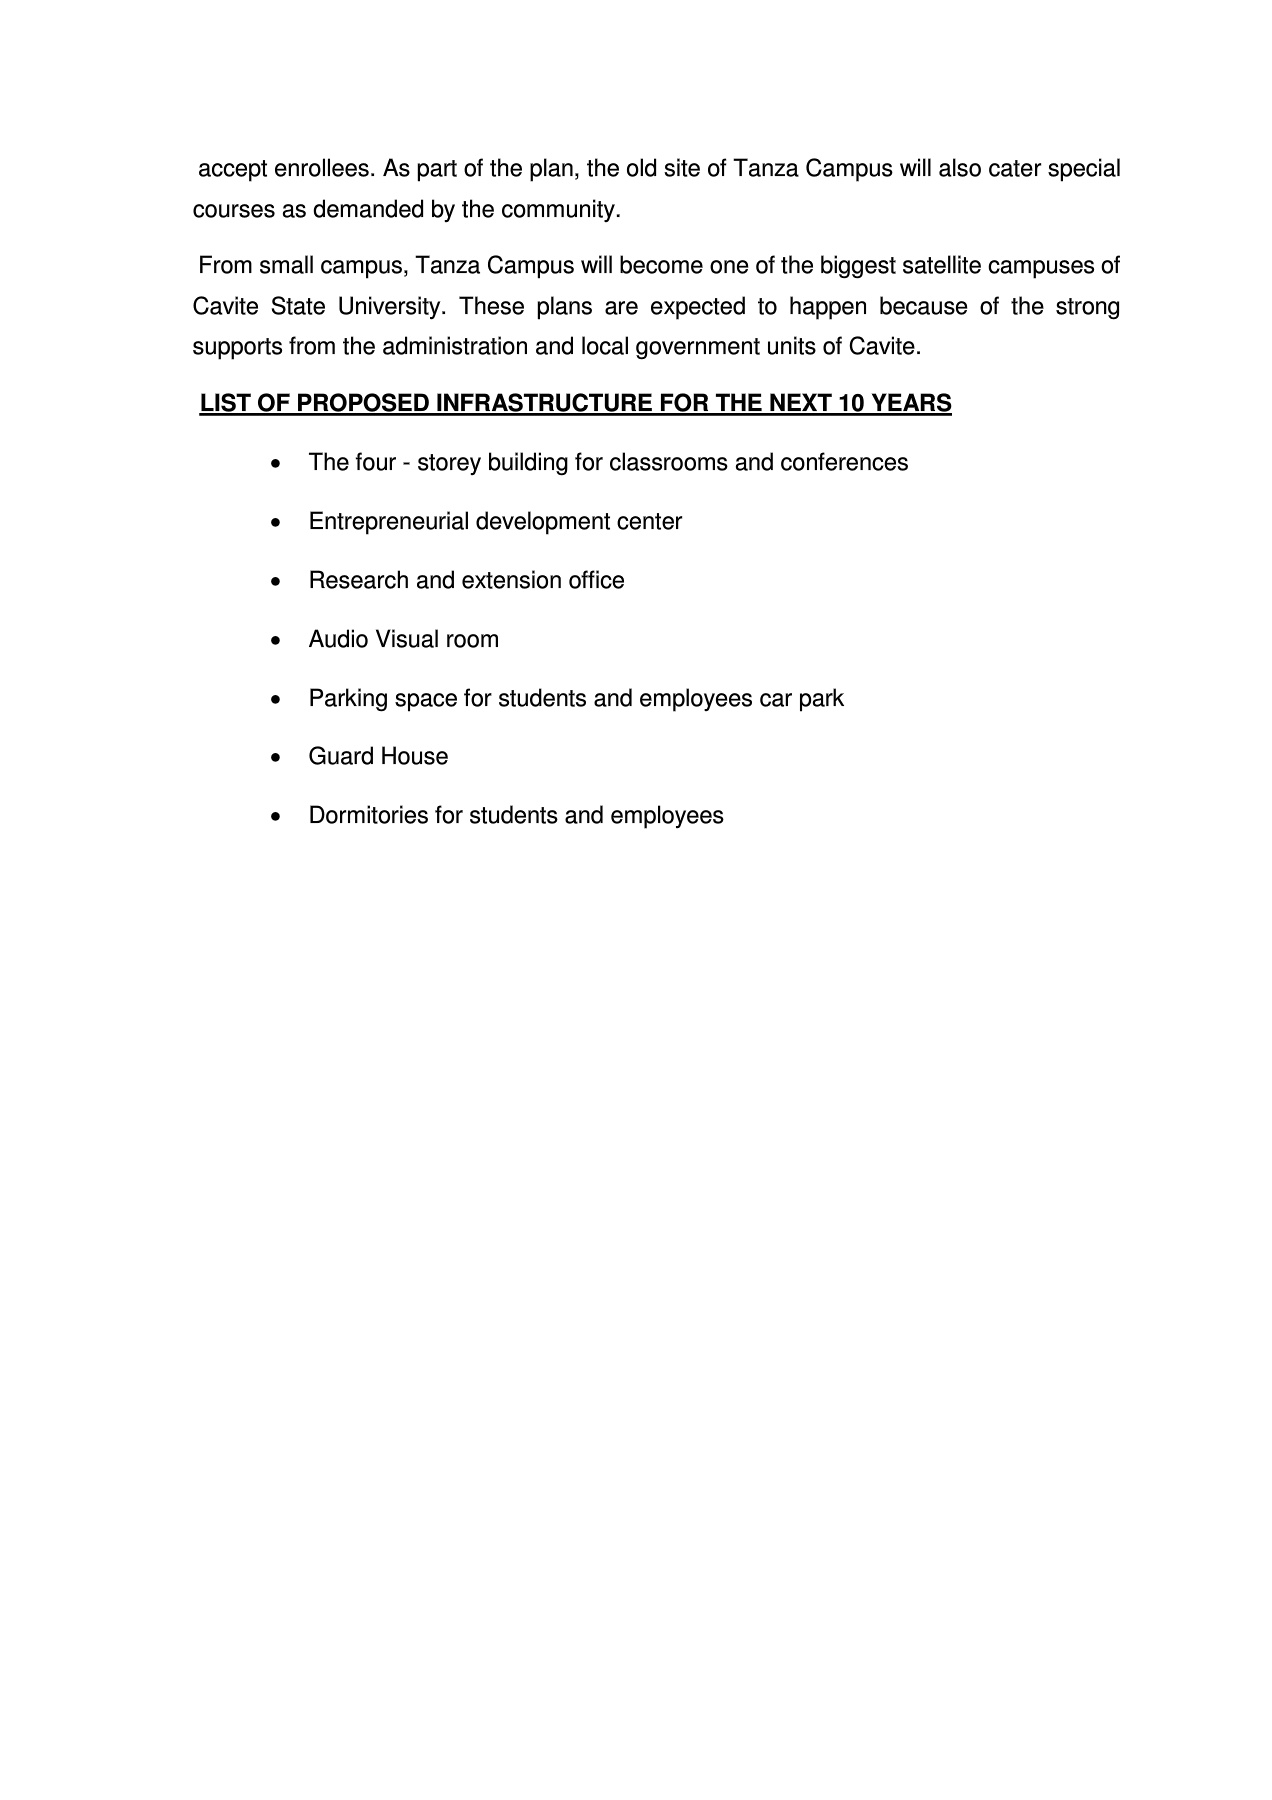 accept enrollees. As part of the plan, the old site of Tanza Campus will also cater special
courses as demanded by the community.
From small campus, Tanza Campus will become one of the biggest satellite campuses of
Cavite State University. These plans are expected to happen because of the strong
supports from the administration and local government units of Cavite.
LIST OF PROPOSED INFRASTRUCTURE FOR THE NEXT 10 YEARS
• The four - storey building for classrooms and conferences
• Entrepreneurial development center
• Research and extension office
• Audio Visual room
• Parking space for students and employees car park
• Guard House
• Dormitories for students and employees